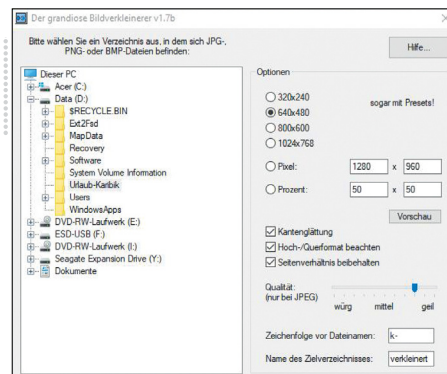 Der grandiose Bildverkleinerer v1.7b
Bitte wählen Sie ein Verzeichnis aus, in dem sich JPG-,
PNG- oder BMP-Dateien befinden:
Hilfe...
Dieser PC
Acer (C:)
Data (D:)
$RECYCLE.BIN
Ext2Fsd
MapData
Recovery
Software
System Volume Information
Urlaub-Karibik
Users
WindowsApps
DVD-RW-Laufwerk (E:)
ESD-USB (F:)
DVD-RW-Laufwerk (I:)
Seagate Expansion Drive (Y:)
Dokumente
Optionen
320x240
sogar mit Presets!
640x480
800x600
1024x768
Pixel: 1280 x 960
Prozent: 50 x 50
Vorschau
Kantenglättung
Hoch-/Querformat beachten
Seitenverhältnis beibehalten
Qualität:
(nur bei JPEG)
würg mittel geil
Zeichenfolge vor Dateinamen: k-
Name des Zielverzeichnisses: verkleinert